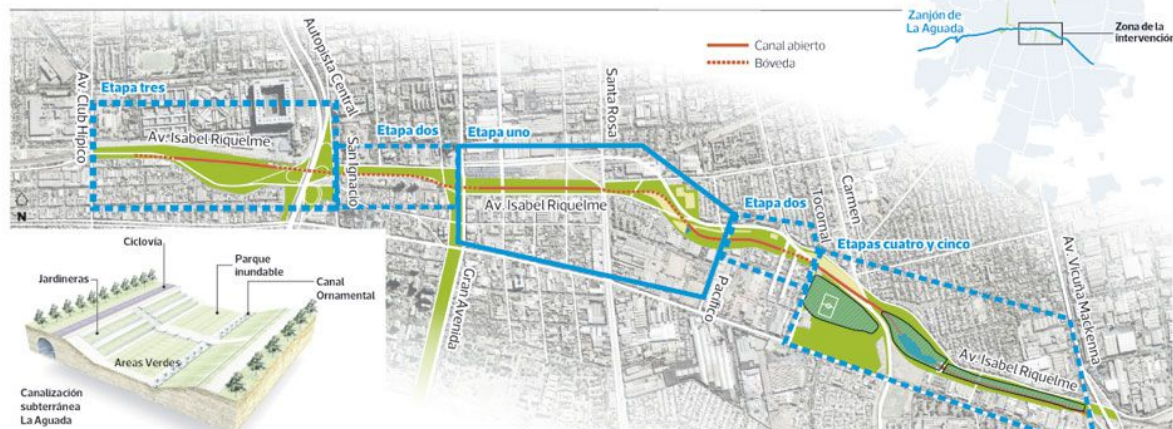 Zanjón de
La Aguada
Zona de la
intervención
Canal abierto
Bóveda
Av. Club Hípico
Etapa tres
Av. Isabel Riquelme
Autopista Central
San Ignacio
Etapa dos
Etapa uno
Gran Avenida
Av. Isabel Riquelme
Santa Rosa
Pacífico
Etapa dos
Tocornal
Carmen
Etapas cuatro y cinco
Av. Isabel Riquelme
Av. Vicuña Mackenna
N
Ciclovía
Jardineras
Parque
inundable
Canal
Ornamental
Areas Verdes
Canalización
subterránea
La Aguada